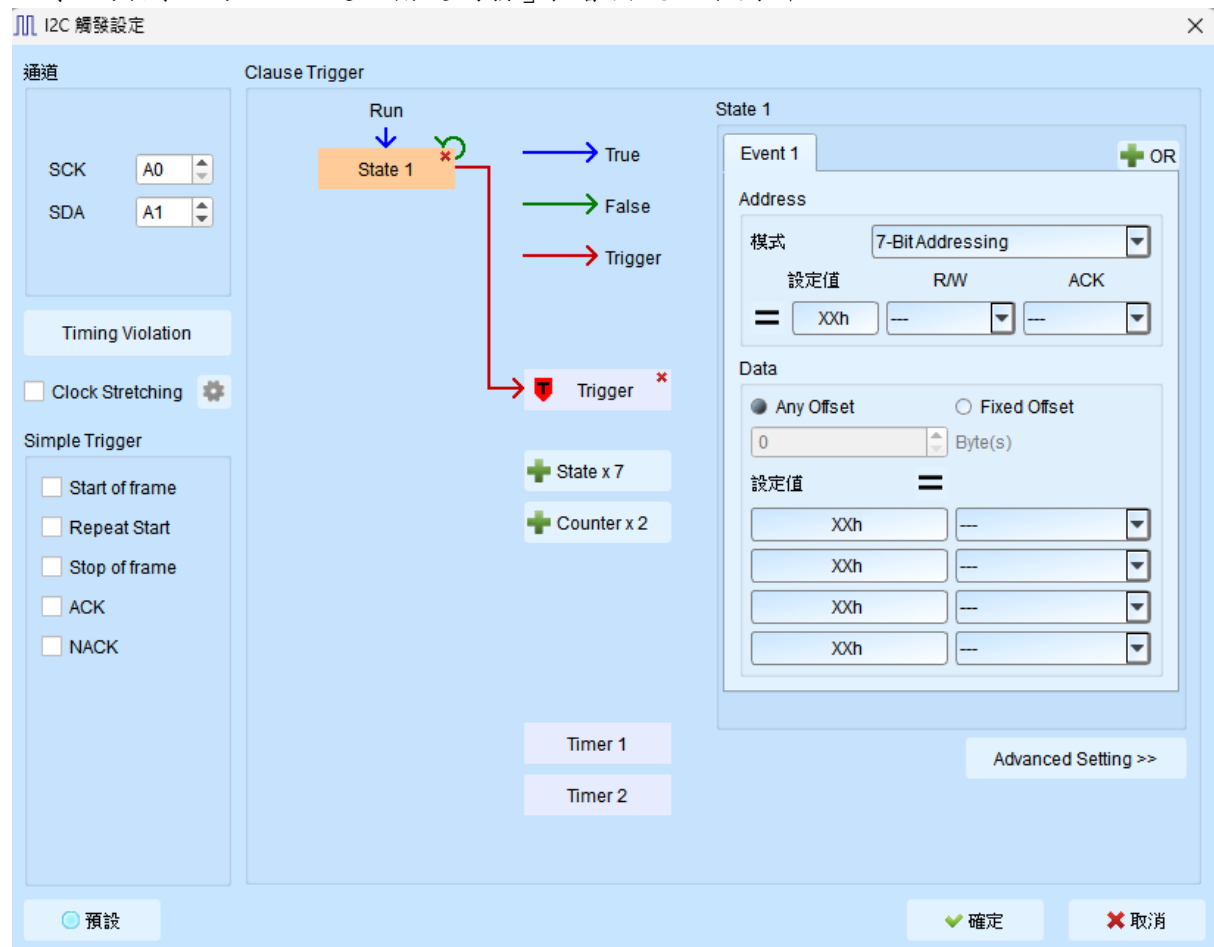 I2C 觸發設定
通道
SCK A0
SDA A1
Timing Violation
Clock Stretching
Simple Trigger
Start of frame
Repeat Start
Stop of frame
ACK
NACK
Clause Trigger
Run
State 1
True
False
Trigger
T Trigger
State x 7
Counter x 2
Timer 1
Timer 2
State 1
Event 1
OR
Address
模式 7-Bit Addressing
設定值 R/W ACK
= XXh --- ---
Data
Any Offset Fixed Offset
0 Byte(s)
設定值 =
XXh ---
XXh ---
XXh ---
XXh ---
Advanced Setting >>
預設
確定
取消